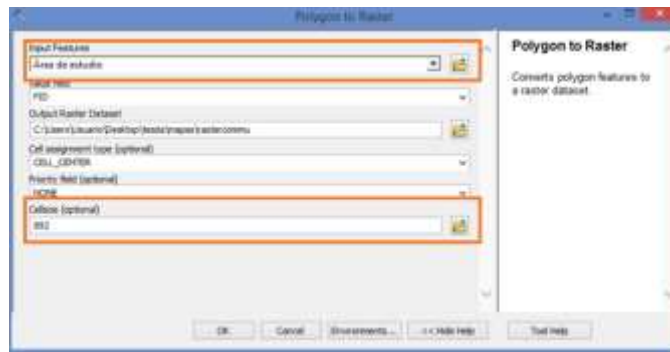 Polygon to Raster
Input Features
Área de estudio
Value field
FID
Output Raster Dataset
Cell assignment type (optional)
CELL_CENTER
Priority field (optional)
NONE
Cellsize (optional)
OK
Cancel
Environments...
<< Hide Help
Tool Help
Polygon to Raster
Converts polygon features to
a raster dataset.